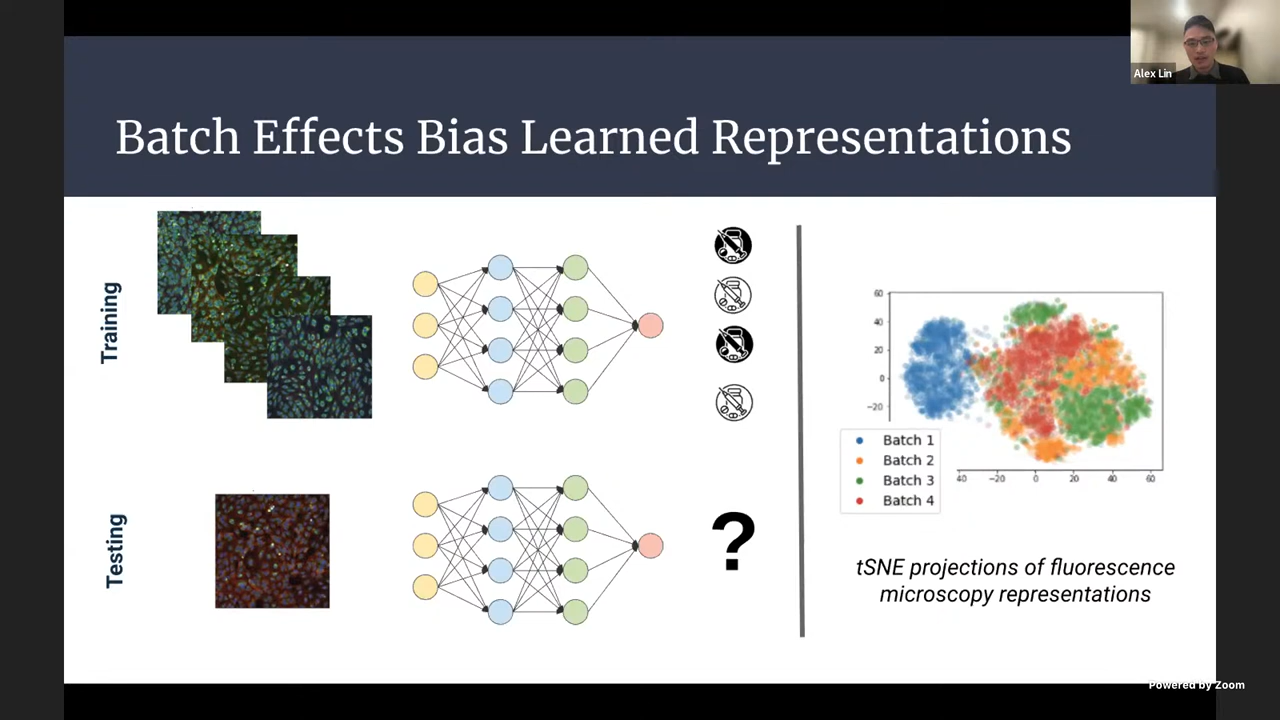 Alex Lin
Batch Effects Bias Learned Representations
Training
Testing
?
60
40
20
0
−20
40
−20
0
20
40
60
Batch 1
Batch 2
Batch 3
Batch 4
tSNE projections of fluorescence
microscopy representations
Powered by Zoom